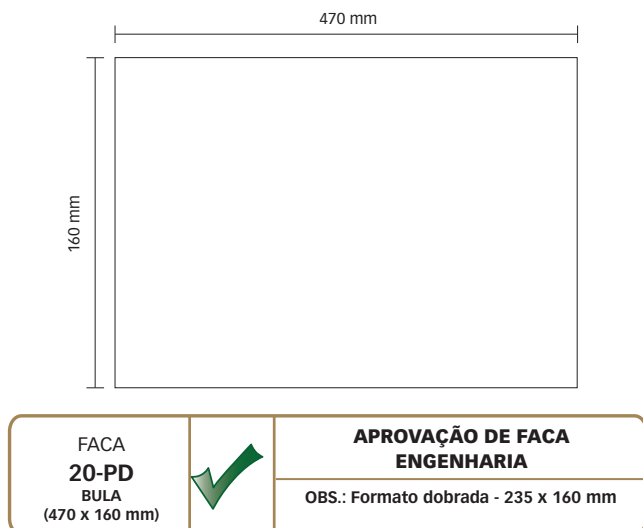 470 mm
160 mm
FACA
20-PD
BULA
(470 x 160 mm)
APROVAÇÃO DE FACA
ENGENHARIA
OBS.: Formato dobrada - 235 x 160 mm